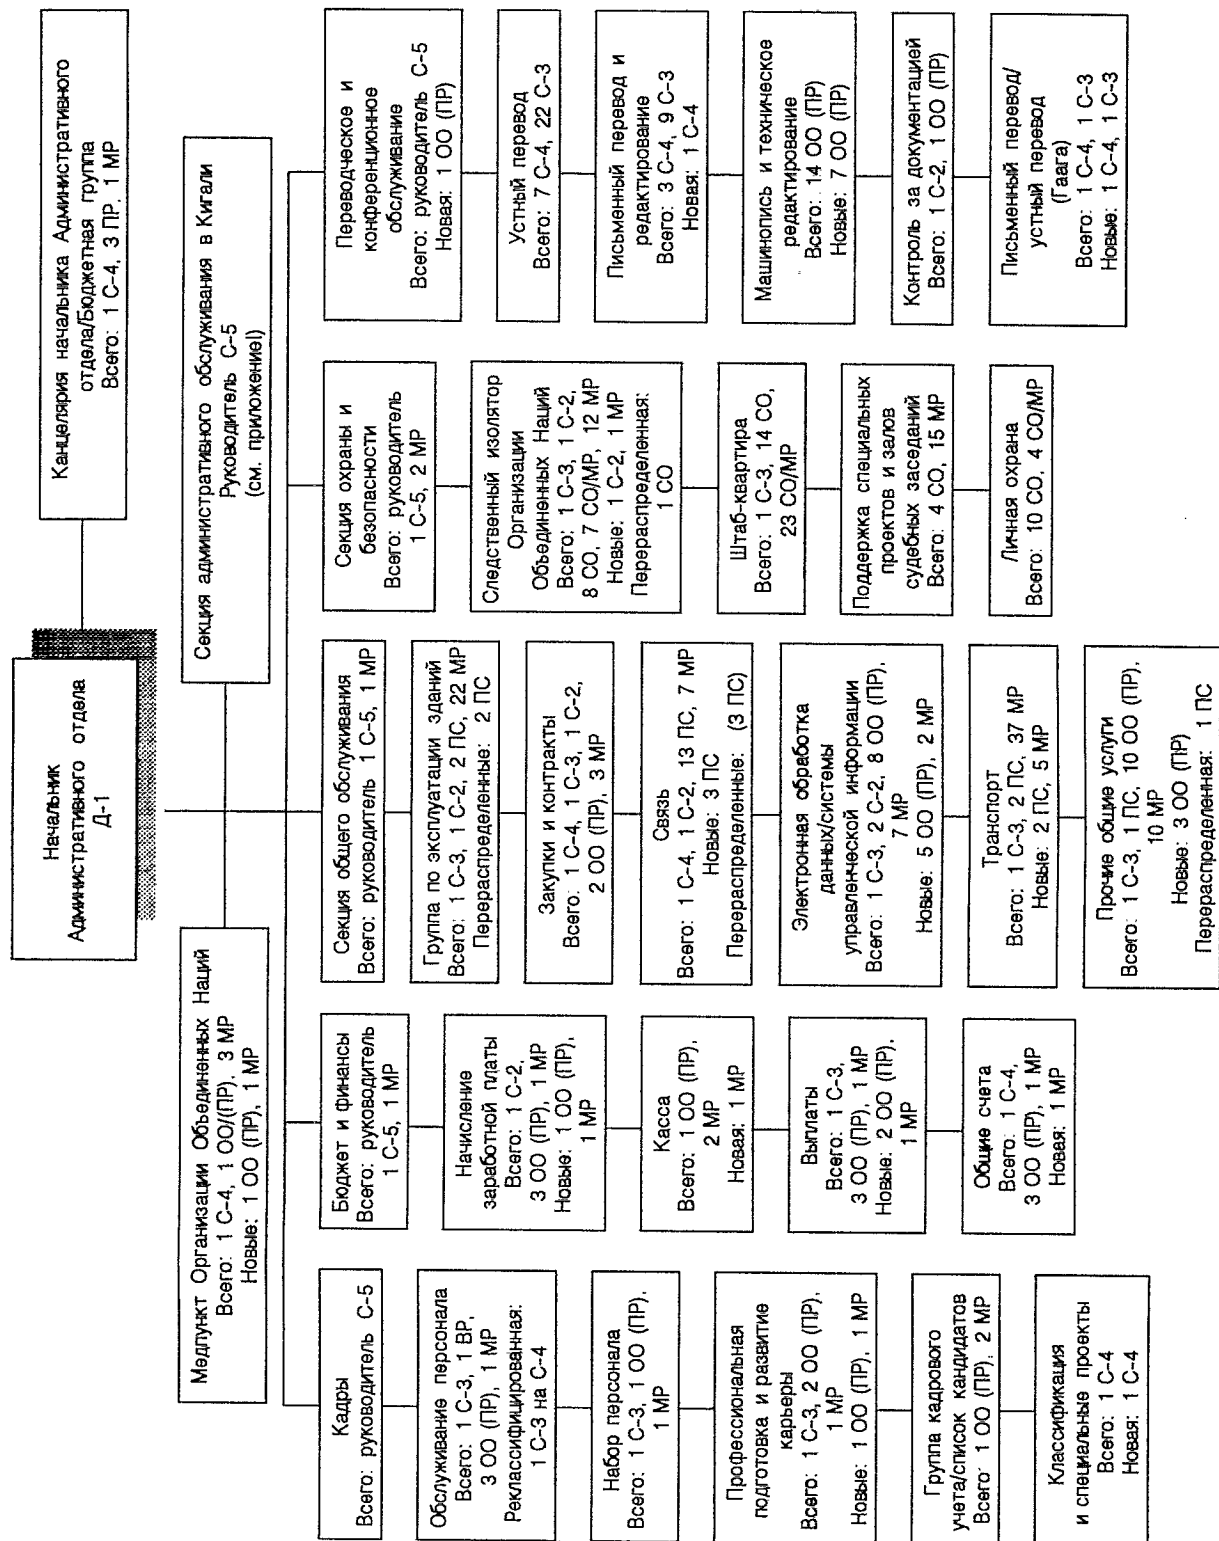 Начальник
Административного отдела
Д-1
Канцелярия начальника Административного
отдела/Бюджетная группа
Всего: 1 С-4, 3 ПР, 1 МР
Медпункт Организации Объединенных Наций
Всего: 1 С-4, 1 ОО/(ПР), 3 МР
Новые: 1 ОО (ПР), 1 МР
Секция административного обслуживания в Кигали
Руководитель С-5
(см. приложение)
Кадры
Всего: руководитель С-5
Обслуживание персонала
Всего: 1 С-3, 1 ВР,
3 ОО (ПР), 1 МР
Реклассифицированная:
1 С-3 на С-4
Набор персонала
Всего: 1 С-3, 1 ОО (ПР),
1 МР
Профессиональная
подготовка и развитие
карьеры
Всего: 1 С-3, 2 ОО (ПР),
1 МР
Новые: 1 ОО (ПР), 1 МР
Группа кадрового
учета/список кандидатов
Всего: 1 ОО (ПР), 2 МР
Классификация
и специальные проекты
Всего: 1 С-4
Новая: 1 С-4
Бюджет и финансы
Всего: руководитель
1 С-5, 1 МР
Начисление
заработной платы
Всего: 1 С-2,
3 ОО (ПР), 1 МР
Новые: 1 ОО (ПР),
1 МР
Касса
Всего: 1 ОО (ПР),
2 МР
Новая: 1 МР
Выплаты
Всего: 1 С-3,
3 ОО (ПР), 1 МР
Новые: 2 ОО (ПР),
1 МР
Общие счета
Всего: 1 С-4,
3 ОО (ПР), 1 МР
Новая: 1 МР
Секция общего обслуживания
Всего: руководитель 1 С-5, 1 МР
Группа по эксплуатации зданий
Всего: 1 С-3, 1 С-2, 2 ПС, 22 МР
Перераспределенные: 2 ПС
Закупки и контракты
Всего: 1 С-4, 1 С-3, 1 С-2,
2 ОО (ПР), 3 МР
Связь
Всего: 1 С-4, 1 С-2, 13 ПС, 7 МР
Новые: 3 ПС
Перераспределенные: (3 ПС)
Электронная обработка
данных/системы
управленческой информации
Всего: 1 С-3, 2 С-2, 8 ОО (ПР),
7 МР
Новые: 5 ОО (ПР), 2 МР
Транспорт
Всего: 1 С-3, 2 ПС, 37 МР
Новые: 2 ПС, 5 МР
Прочие общие услуги
Всего: 1 С-3, 1 ПС, 10 ОО (ПР),
10 МР
Новые: 3 ОО (ПР)
Перераспределенная: 1 ПС
Секция охраны и
безопасности
Всего: руководитель
1 С-5, 2 МР
Следственный изолятор
Организации
Объединенных Наций
Всего: 1 С-3, 1 С-2,
8 СО, 7 СО/МР, 12 МР
Новые: 1 С-2, 1 МР
Перераспределенная:
1 СО
Штаб-квартира
Всего: 1 С-3, 14 СО,
23 СО/МР
Поддержка специальных
проектов и залов
судебных заседаний
Всего: 4 СО, 15 МР
Личная охрана
Всего: 10 СО, 4 СО/МР
Переводческое и
конференционное
обслуживание
Всего: руководитель С-5
Новая: 1 ОО (ПР)
Устный перевод
Всего: 7 С-4, 22 С-3
Письменный перевод и
редактирование
Всего: 3 С-4, 9 С-3
Новая: 1 С-4
Машинопись и техническое
редактирование
Всего: 14 ОО (ПР)
Новые: 7 ОО (ПР)
Контроль за документацией
Всего: 1 С-2, 1 ОО (ПР)
Письменный перевод/
устный перевод
(Гаага)
Всего: 1 С-4, 1 С-3
Новые: 1 С-4, 1 С-3